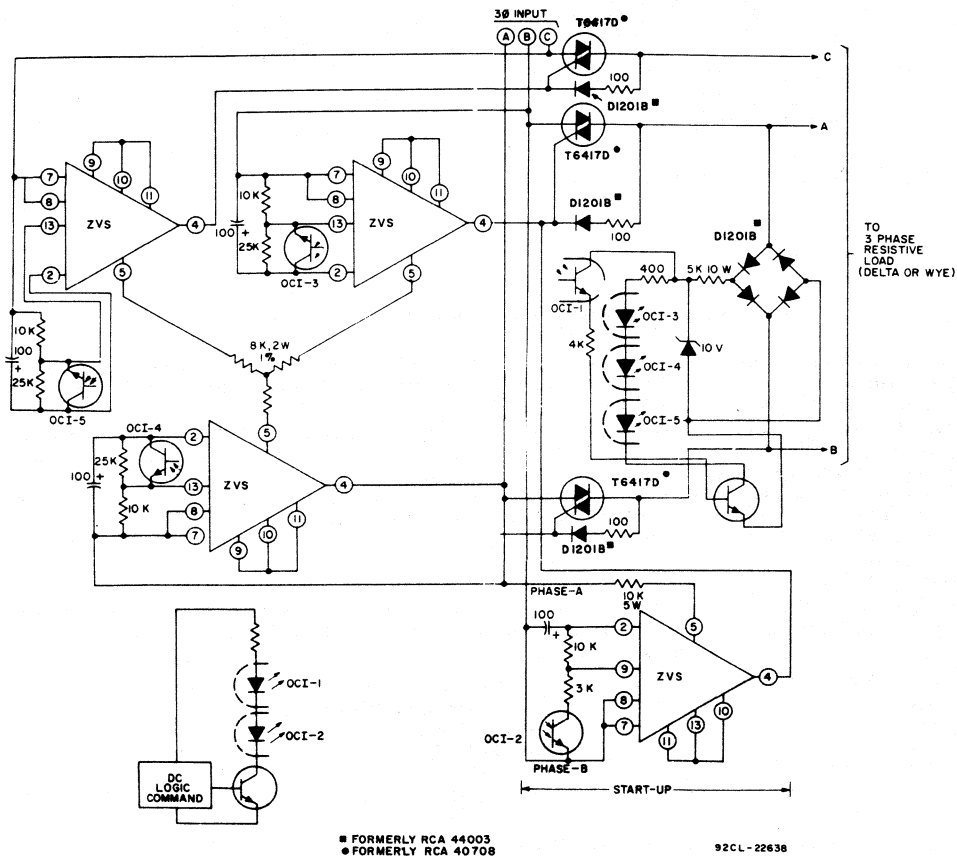 3Ø INPUT
A B C
T6417D●
C
100
D1201B■
A
T6417D●
9 10 11
7
8
13
2
ZVS
4
5
9 10 11
10K
25K
100 +
OCI-3
7
8
13
2
ZVS
4
5
D1201B■
100
D1201B■
TO
3 PHASE
RESISTIVE
LOAD
(DELTA OR WYE)
OCI-1
400
5K 10 W
OCI-3
4K
10 V
OCI-4
OCI-5
10K
100
+
25K
OCI-5
8K, 2W
1%
OCI-4
5
2
25K
100 +
13
ZVS
4
10 K
8
7
9 10 11
B
T6417D●
100
D1201B■
PHASE-A
10K
5W
100
+
2
5
10 K
9
ZVS
4
3 K
8
7
10
13
11
OCI-2
PHASE-B
START-UP
OCI-1
OCI-2
DC
LOGIC
COMMAND
■ FORMERLY RCA 44003
● FORMERLY RCA 40708
92CL-22638